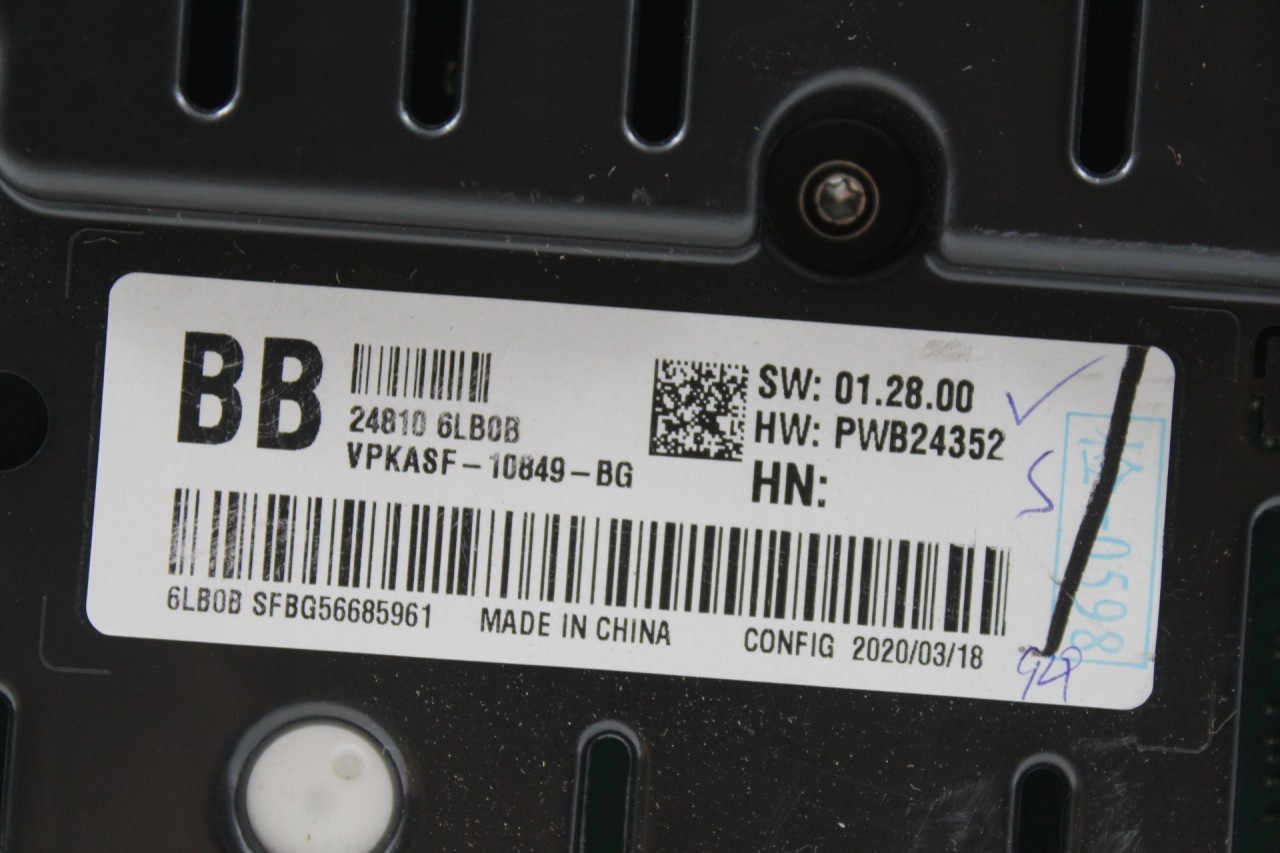 BB
24810 6LB0B
VPKASF-10849-BG
SW: 01.28.00
HW: PWB24352
HN:
S
-0598
6LB0B SFBG56685961
MADE IN CHINA
CONFIG 2020/03/18